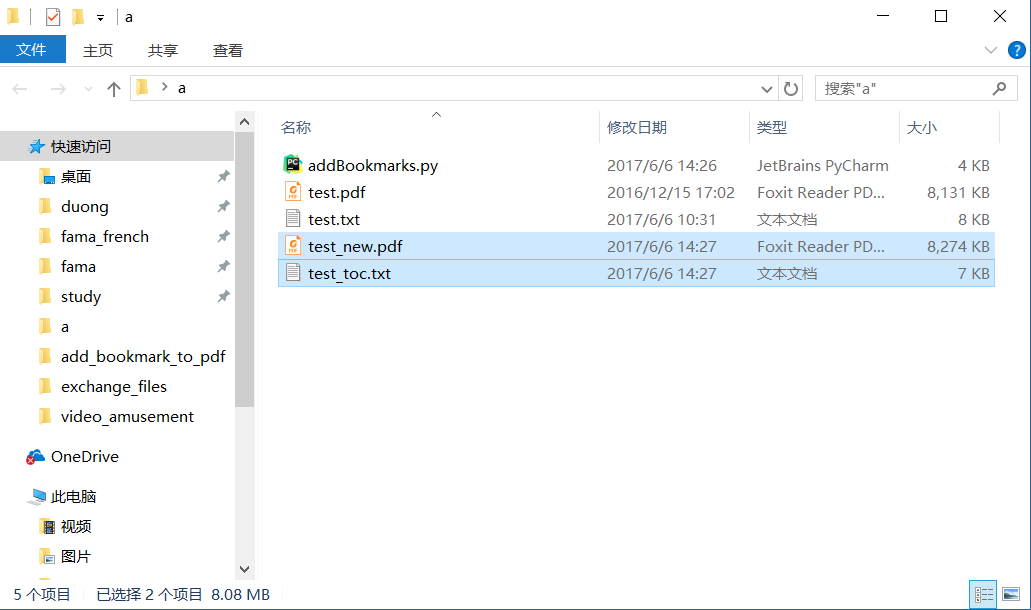 a
文件 主页 共享 查看
a 搜索"a"
名称 修改日期 类型 大小
快速访问
桌面
duong
fama_french
fama
study
a
add_bookmark_to_pdf
exchange_files
video_amusement
OneDrive
此电脑
视频
图片
addBookmarks.py 2017/6/6 14:26 JetBrains PyCharm 4 KB
test.pdf 2016/12/15 17:02 Foxit Reader PD... 8,131 KB
test.txt 2017/6/6 10:31 文本文档 8 KB
test_new.pdf 2017/6/6 14:27 Foxit Reader PD... 8,274 KB
test_toc.txt 2017/6/6 14:27 文本文档 7 KB
5 个项目 已选择 2 个项目 8.08 MB